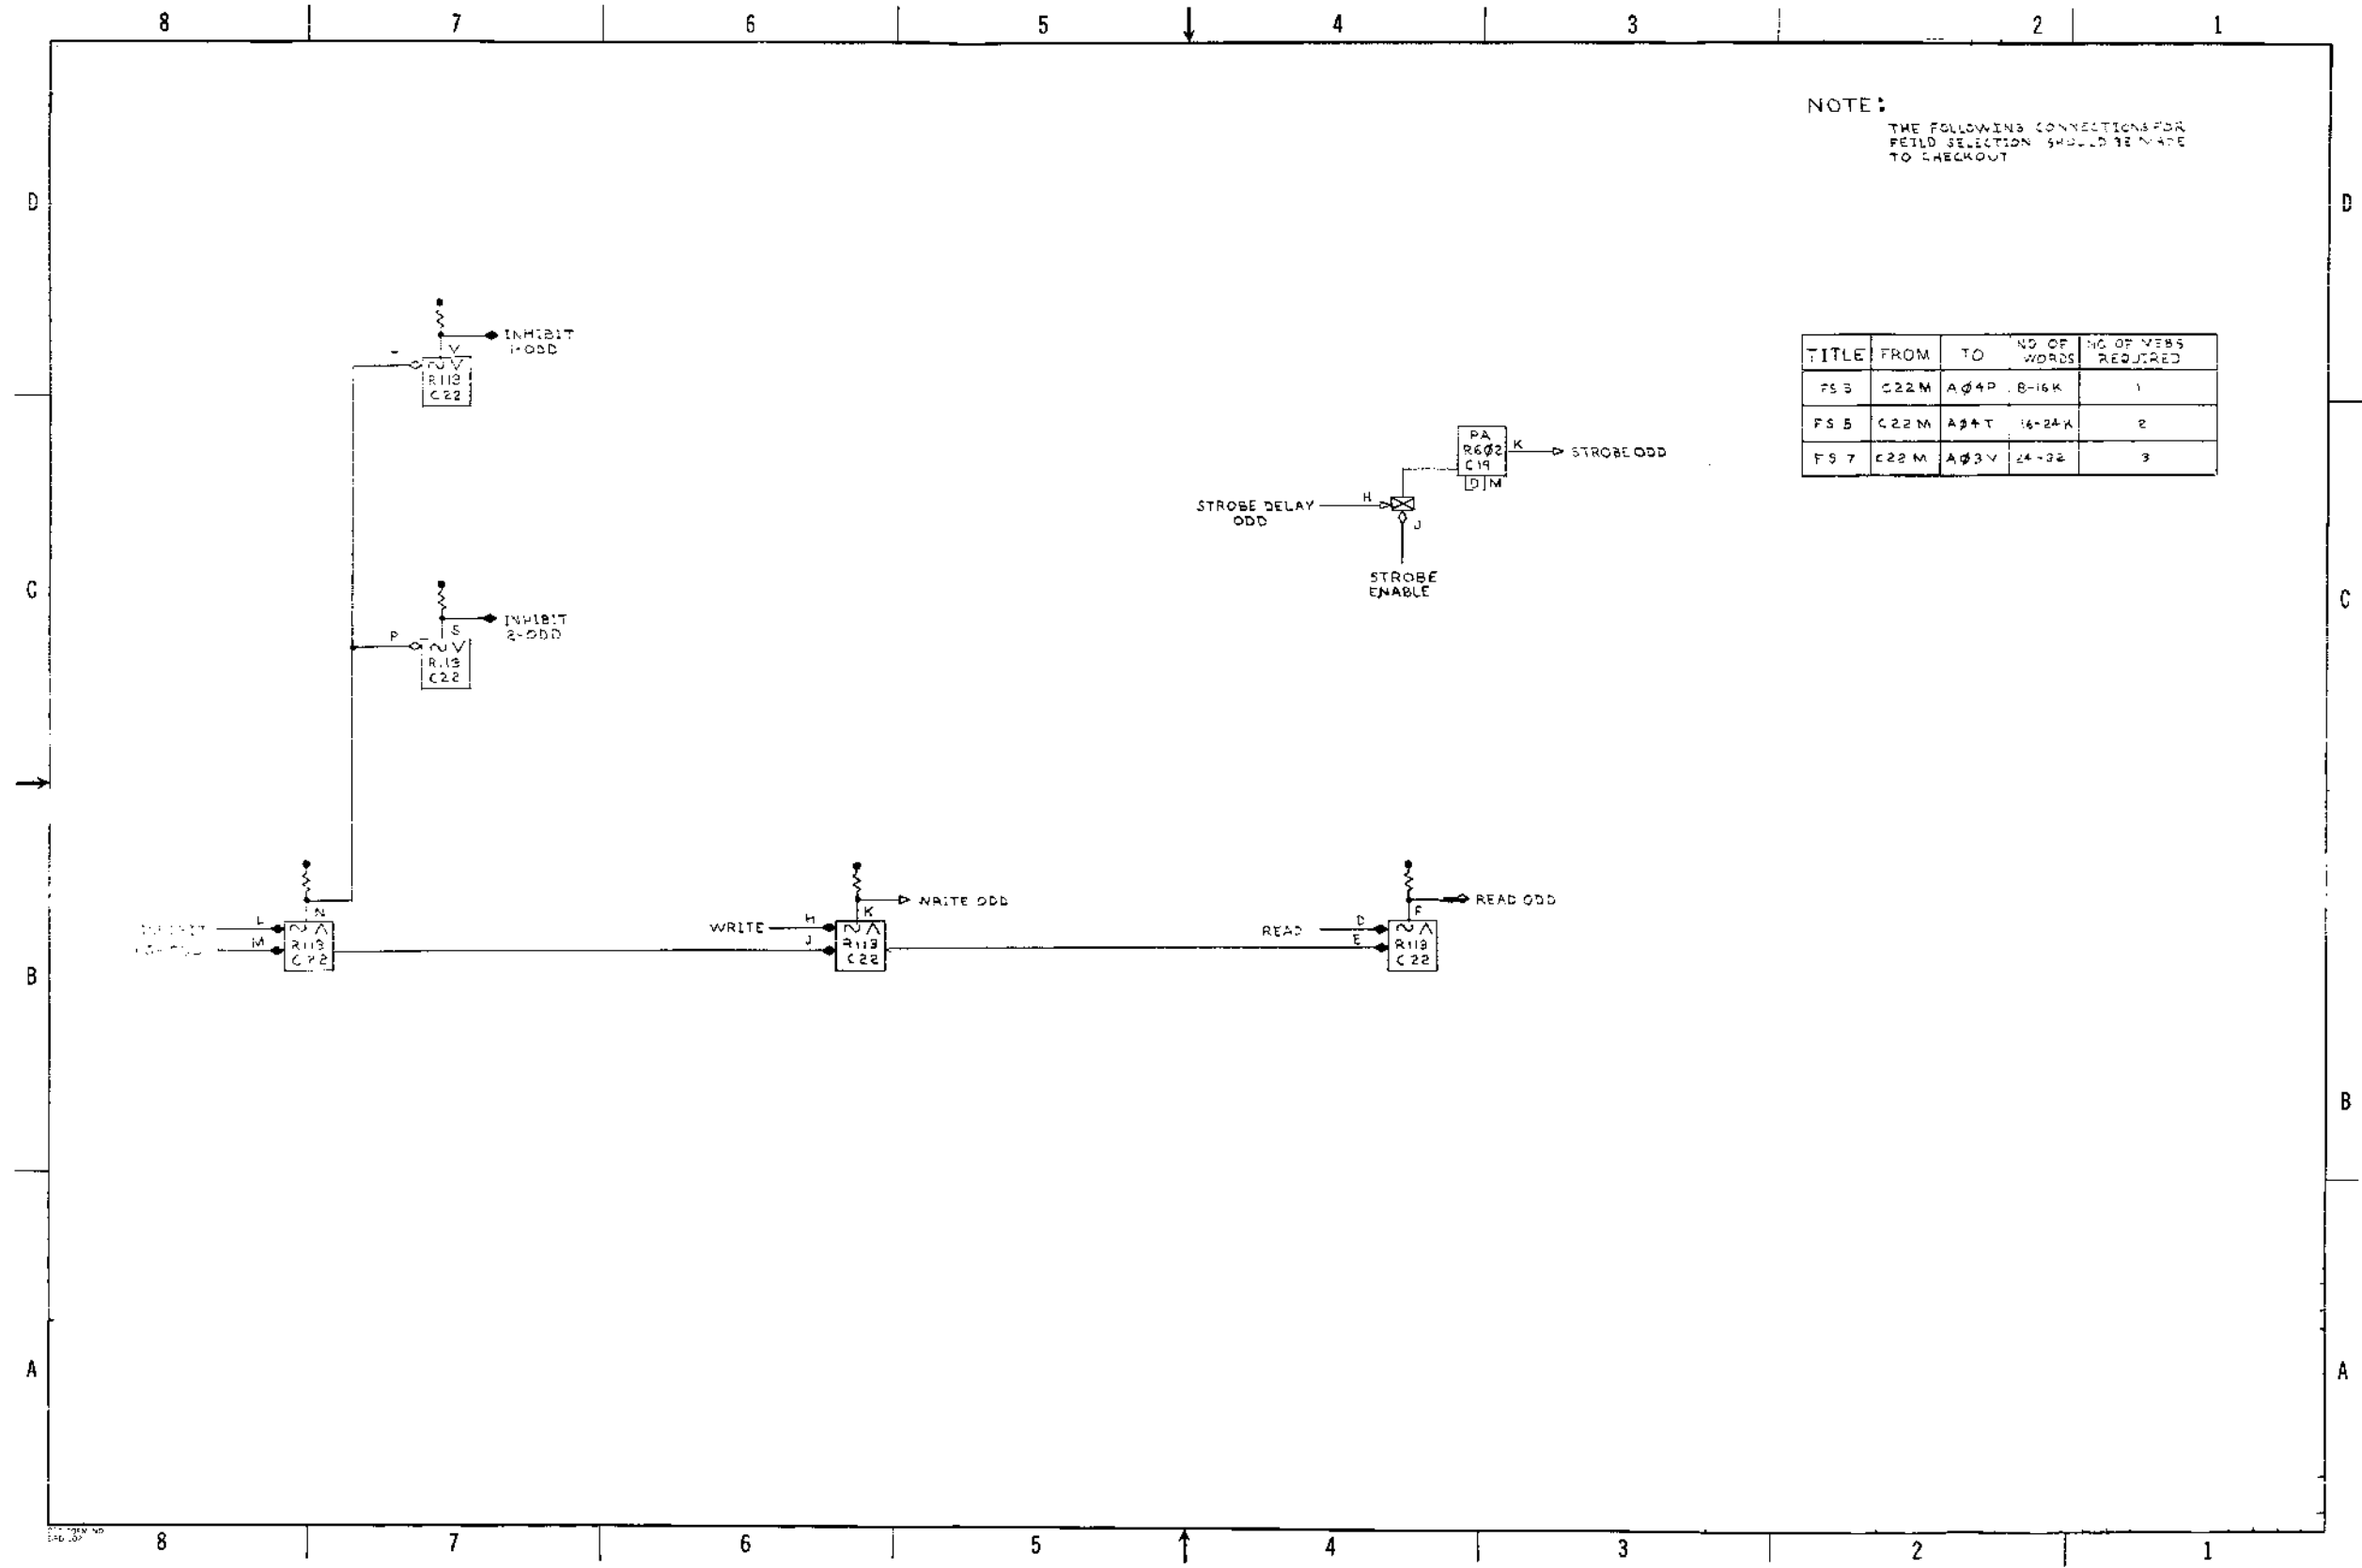 8 7 6 5 4 3 2 1
NOTE:
THE FOLLOWING CONNECTIONS FOR
FEILD SELECTION SHOULD BE MADE
TO CHECKOUT
D D
INHIBIT
1-ODD
V
R113
C22
TITLE FROM TO NO OF WORDS NO OF MEBS REQUIRED
FS 3 C22M AØ4P 8-16K 1
FS 5 C22M AØ4T 16-24K 2
FS 7 C22M AØ3V 24-32 3
PA
R6Ø2
C19
D M
K
STROBE ODD
STROBE DELAY
ODD
H
J
STROBE
ENABLE
C C
INHIBIT
2-ODD
P
S
R113
C22
N
L
INHIBIT
M
R113
C22
WRITE ODD
K
WRITE
H
J
R113
C22
READ ODD
F
READ
D
E
R113
C22
B B
A A
8 7 6 5 4 3 2 1